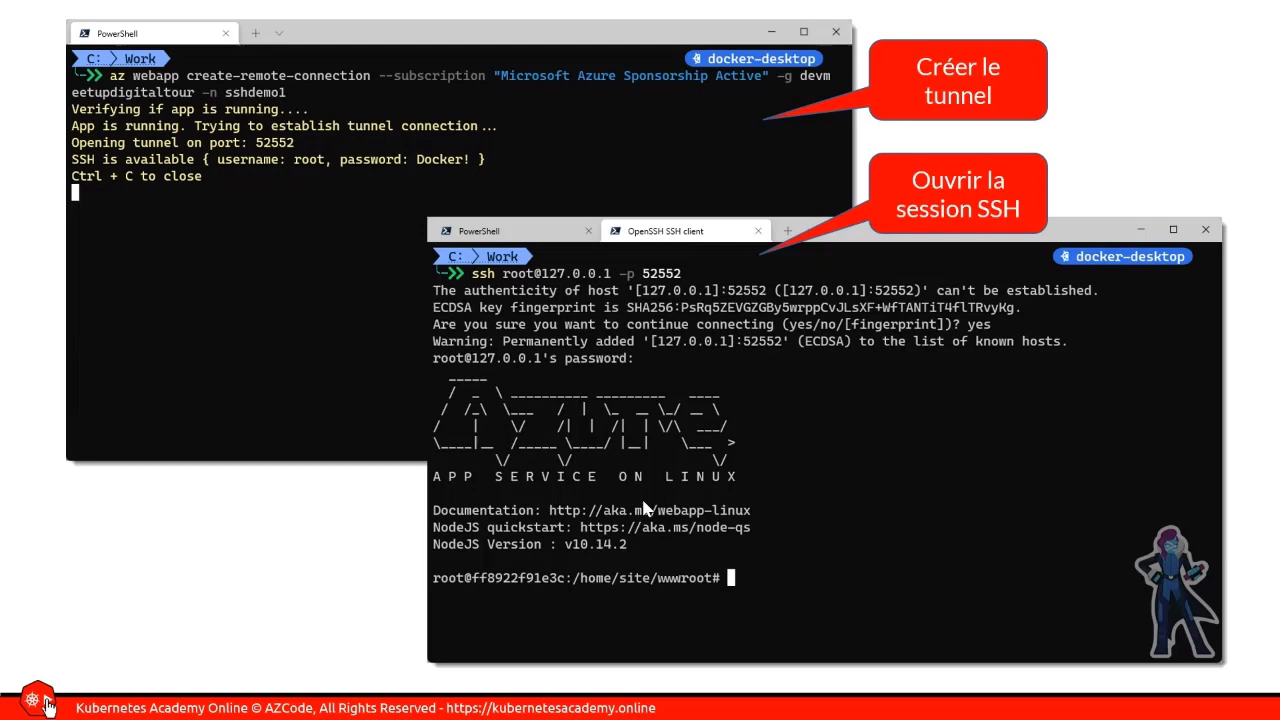 PowerShell
C: Work
docker-desktop
az webapp create-remote-connection --subscription "Microsoft Azure Sponsorship Active" -g devm
eetupdigitaltour -n sshdemo1
Verifying if app is running....
App is running. Trying to establish tunnel connection...
Opening tunnel on port: 52552
SSH is available { username: root, password: Docker! }
Ctrl + C to close
Créer le
tunnel
Ouvrir la
session SSH
PowerShell
OpenSSH SSH client
C: Work
docker-desktop
ssh root@127.0.0.1 -p 52552
The authenticity of host '[127.0.0.1]:52552 ([127.0.0.1]:52552)' can't be established.
ECDSA key fingerprint is SHA256:PsRq5ZEVGZGBy5wrppCvJLsXF+WfTANTiT4flTRvyKg.
Are you sure you want to continue connecting (yes/no/[fingerprint])? yes
Warning: Permanently added '[127.0.0.1]:52552' (ECDSA) to the list of known hosts.
root@127.0.0.1's password:
Azure
A P P  S E R V I C E  O N  L I N U X
Documentation: http://aka.ms/webapp-linux
NodeJS quickstart: https://aka.ms/node-qs
NodeJS Version : v10.14.2
root@ff8922f91e3c:/home/site/wwwroot#
Kubernetes Academy Online © AZCode, All Rights Reserved - https://kubernetesacademy.online